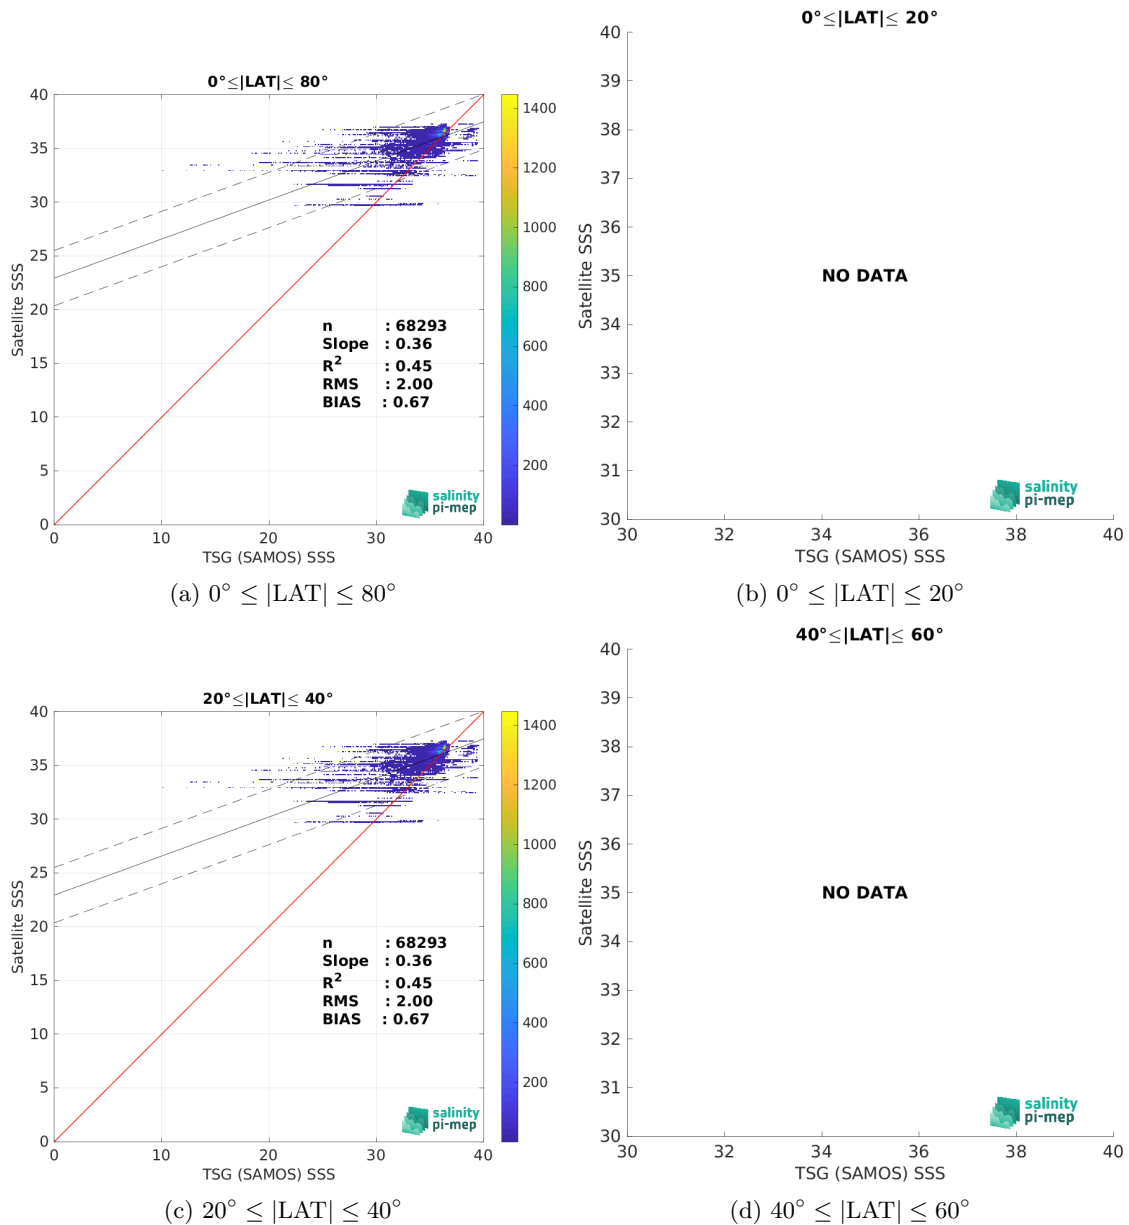 0°≤|LAT|≤ 80°
40
35
30
25
20
15
10
5
0
Satellite SSS
0
10
20
30
40
TSG (SAMOS) SSS
n : 68293
Slope : 0.36
R² : 0.45
RMS : 2.00
BIAS : 0.67
salinity
pi-mep
1400
1200
1000
800
600
400
200
(a) 0° ≤ |LAT| ≤ 80°
0°≤|LAT|≤ 20°
40
39
38
37
36
35
34
33
32
31
30
Satellite SSS
NO DATA
salinity
pi-mep
30
32
34
36
38
40
TSG (SAMOS) SSS
(b) 0° ≤ |LAT| ≤ 20°
20°≤|LAT|≤ 40°
40
35
30
25
20
15
10
5
0
Satellite SSS
0
10
20
30
40
TSG (SAMOS) SSS
n : 68293
Slope : 0.36
R² : 0.45
RMS : 2.00
BIAS : 0.67
salinity
pi-mep
1400
1200
1000
800
600
400
200
(c) 20° ≤ |LAT| ≤ 40°
40°≤|LAT|≤ 60°
40
39
38
37
36
35
34
33
32
31
30
Satellite SSS
NO DATA
salinity
pi-mep
30
32
34
36
38
40
TSG (SAMOS) SSS
(d) 40° ≤ |LAT| ≤ 60°